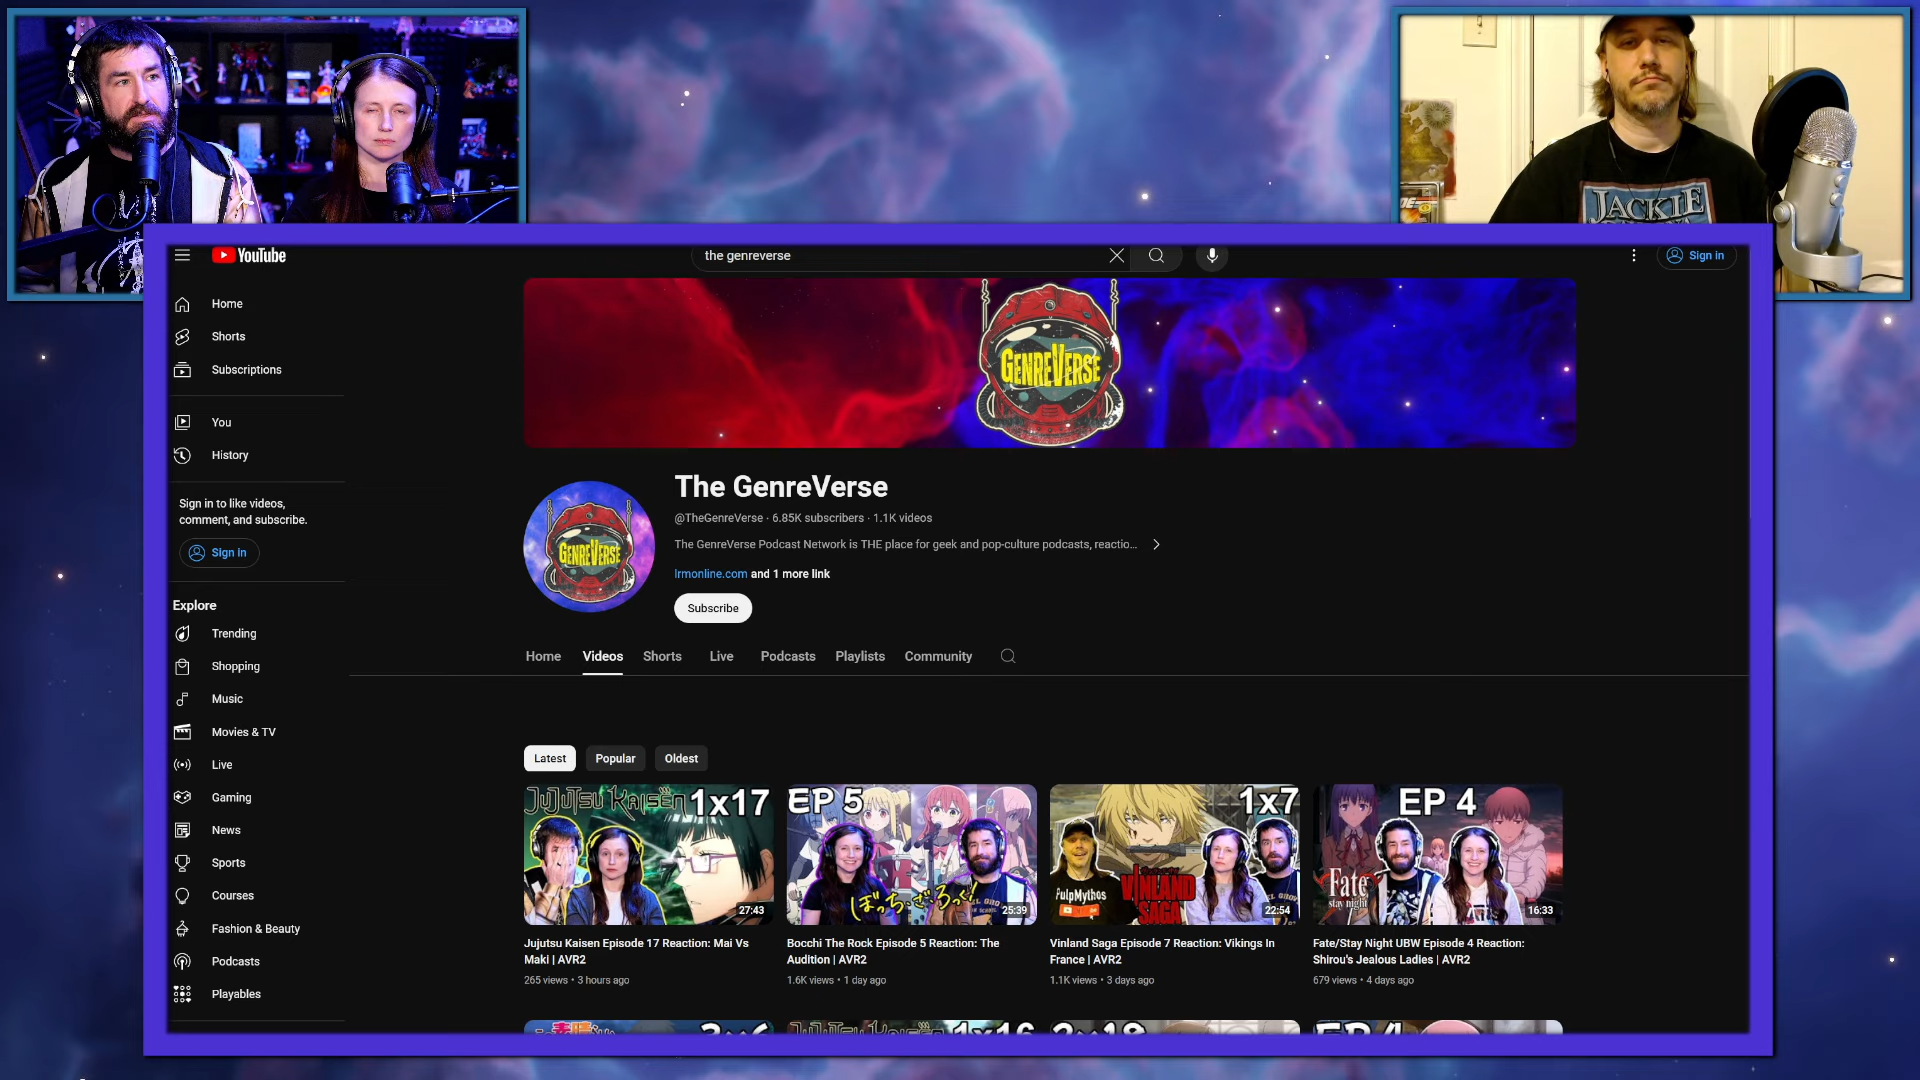 JACKIE
YouTube
the genreverse
Sign in
Home
Shorts
Subscriptions
You
History
Sign in to like videos,
comment, and subscribe.
Sign in
Explore
Trending
Shopping
Music
Movies & TV
Live
Gaming
News
Sports
Courses
Fashion & Beauty
Podcasts
Playables
GENREVERSE
GENREVERSE
The GenreVerse
@TheGenreVerse · 6.85K subscribers · 1.1K videos
The GenreVerse Podcast Network is THE place for geek and pop-culture podcasts, reactio...
lrmonline.com and 1 more link
Subscribe
Home Videos Shorts Live Podcasts Playlists Community
Latest Popular Oldest
JUJUTSU KAISEN 1x17
27:43
Jujutsu Kaisen Episode 17 Reaction: Mai Vs
Maki | AVR2
265 views • 3 hours ago
EP 5
ぼっち・ざ・ろっく!
25:39
Bocchi The Rock Episode 5 Reaction: The
Audition | AVR2
1.6K views • 1 day ago
1x7
PulpMythos
VINLAND
SAGA
22:54
Vinland Saga Episode 7 Reaction: Vikings In
France | AVR2
1.1K views • 3 days ago
EP 4
Fate
stay night
16:33
Fate/Stay Night UBW Episode 4 Reaction:
Shirou's Jealous Ladies | AVR2
679 views • 4 days ago